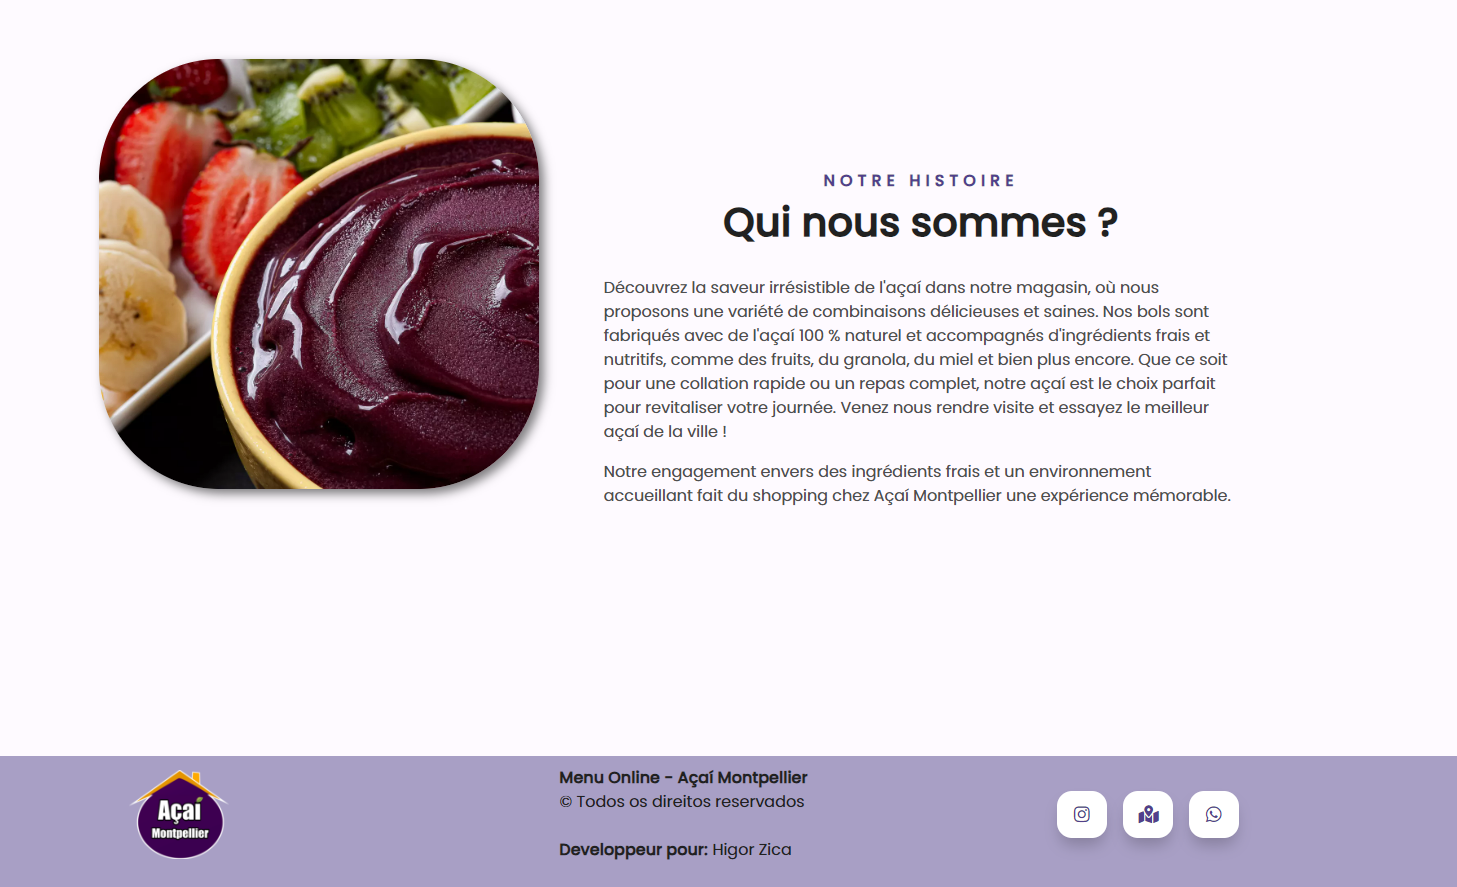 NOTRE HISTOIRE
Qui nous sommes ?
Découvrez la saveur irrésistible de l'açaí dans notre magasin, où nous
proposons une variété de combinaisons délicieuses et saines. Nos bols sont
fabriqués avec de l'açaí 100 % naturel et accompagnés d'ingrédients frais et
nutritifs, comme des fruits, du granola, du miel et bien plus encore. Que ce soit
pour une collation rapide ou un repas complet, notre açaí est le choix parfait
pour revitaliser votre journée. Venez nous rendre visite et essayez le meilleur
açaí de la ville !
Notre engagement envers des ingrédients frais et un environnement
accueillant fait du shopping chez Açaí Montpellier une expérience mémorable.
Açaí
Montpellier
Menu Online - Açaí Montpellier
© Todos os direitos reservados
Developpeur pour: Higor Zica